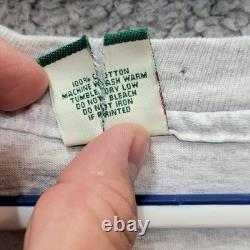 100% COTTON
MACHINE WASH WARM
TUMBLE DRY LOW
DO NOT BLEACH
DO NOT IRON
IF PRINTED